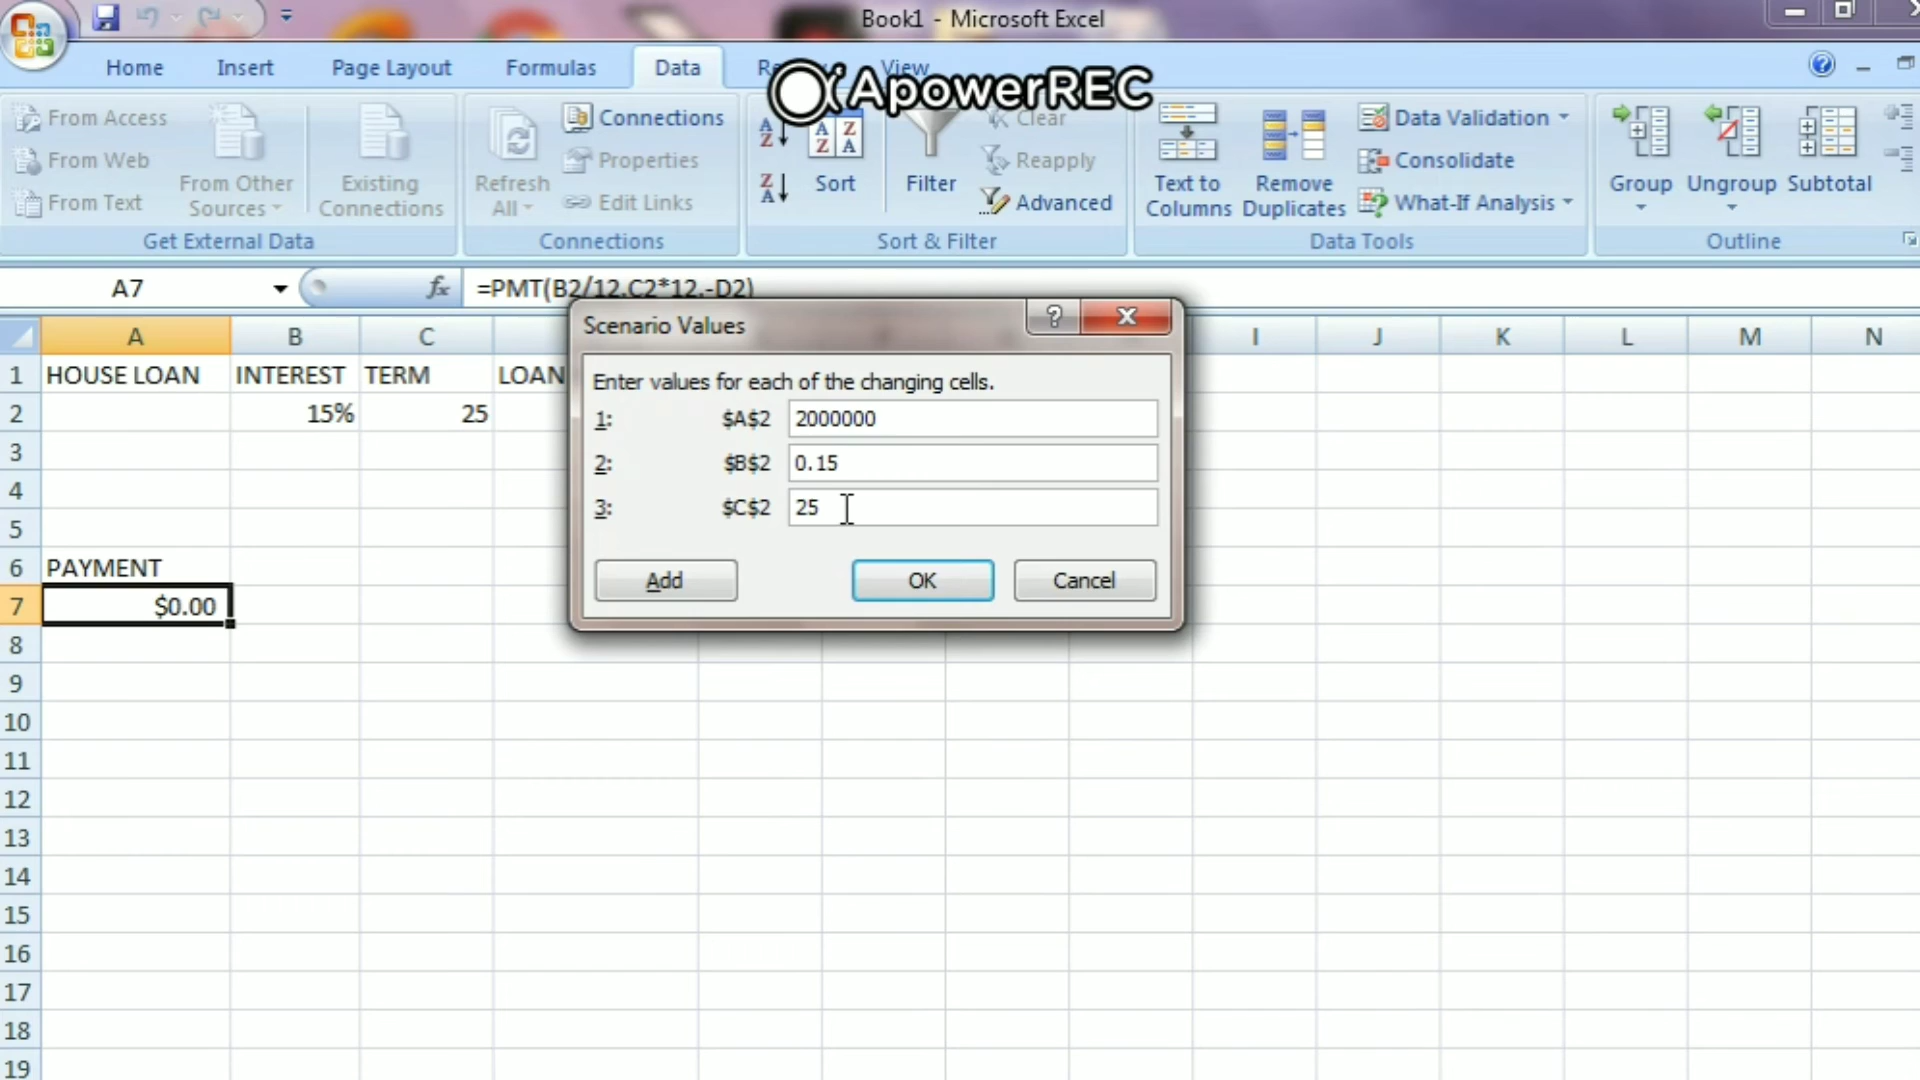 Book1 - Microsoft Excel
Home Insert Page Layout Formulas Data View
ApowerREC
From Access
From Web
From Text
From Other Sources
Existing Connections
Get External Data
Refresh All
Connections
Properties
Edit Links
Connections
Sort
Filter
Clear
Reapply
Advanced
Sort & Filter
Text to Columns
Remove Duplicates
Data Validation
Consolidate
What-If Analysis
Data Tools
Group
Ungroup
Subtotal
Outline
A7 fx =PMT(B2/12,C2*12,-D2)
A B C I J K L M N
1 HOUSE LOAN INTEREST TERM LOAN
2 15% 25
3
4
5
6 PAYMENT
7 $0.00
8
9
10
11
12
13
14
15
16
17
18
19
Scenario Values
Enter values for each of the changing cells.
1: $A$2 2000000
2: $B$2 0.15
3: $C$2 25
Add OK Cancel